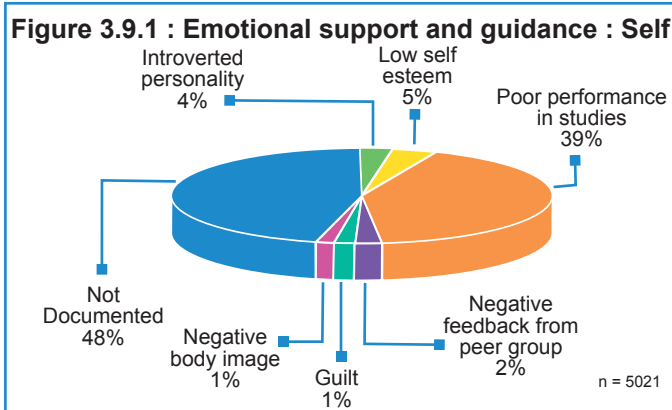 Figure 3.9.1 : Emotional support and guidance : Self
Introverted
personality
4%
Low self
esteem
5%
Poor performance
in studies
39%
Not
Documented
48%
Negative
body image
1%
Guilt
1%
Negative
feedback from
peer group
2%
n = 5021